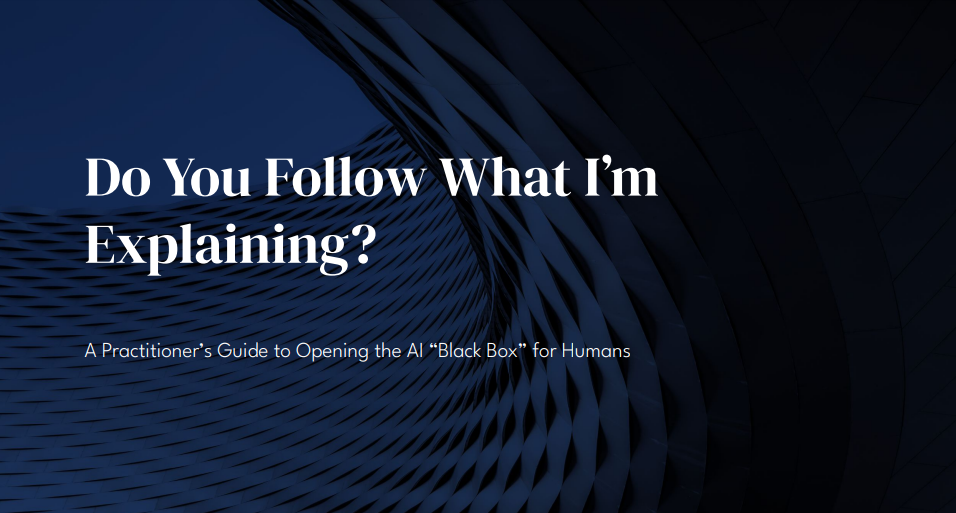 Do You Follow What I’m
Explaining?
A Practitioner’s Guide to Opening the AI “Black Box” for Humans